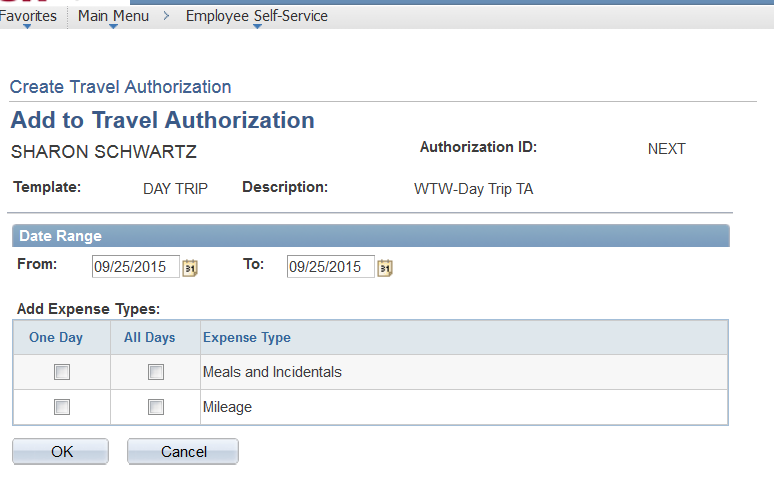 Favorites Main Menu > Employee Self-Service
Create Travel Authorization
Add to Travel Authorization
SHARON SCHWARTZ Authorization ID: NEXT
Template: DAY TRIP Description: WTW-Day Trip TA
Date Range
From: 09/25/2015 31 To: 09/25/2015 31
Add Expense Types:
One Day All Days Expense Type
Meals and Incidentals
Mileage
OK Cancel